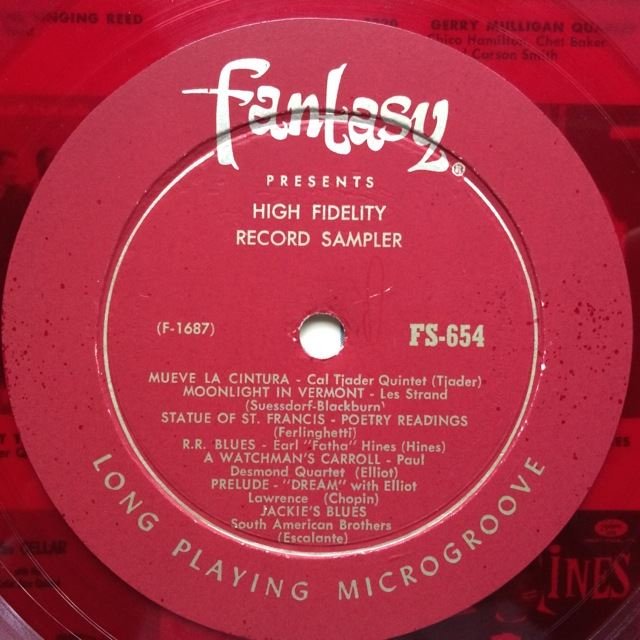 SINGING REED
GERRY MULLIGAN
Chico Hamilton, Chet Baker
Carson Smith
Fantasy®
PRESENTS
HIGH FIDELITY
RECORD SAMPLER
(F-1687)
FS-654
MUEVE LA CINTURA - Cal Tjader Quintet (Tjader)
MOONLIGHT IN VERMONT - Les Strand
(Suessdorf-Blackburn)
STATUE OF ST. FRANCIS - POETRY READINGS
(Ferlinghetti)
R.R. BLUES - Earl "Fatha" Hines (Hines)
A WATCHMAN'S CARROLL - Paul
Desmond Quartet (Elliot)
PRELUDE - "DREAM" with Elliot
Lawrence (Chopin)
JACKIE'S BLUES
South American Brothers
(Escalante)
LONG PLAYING MICROGROOVE
CELLAR
INES